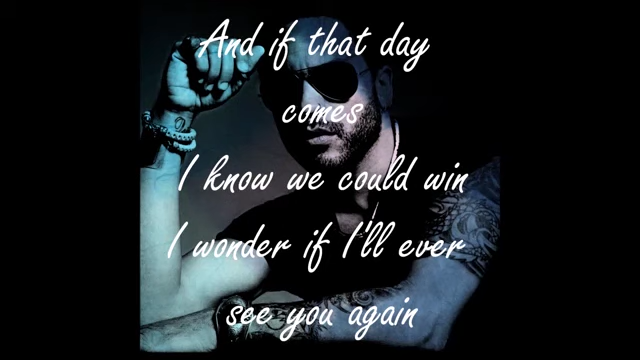 And if that day
comes
I know we could win
I wonder if I'll ever
see you again